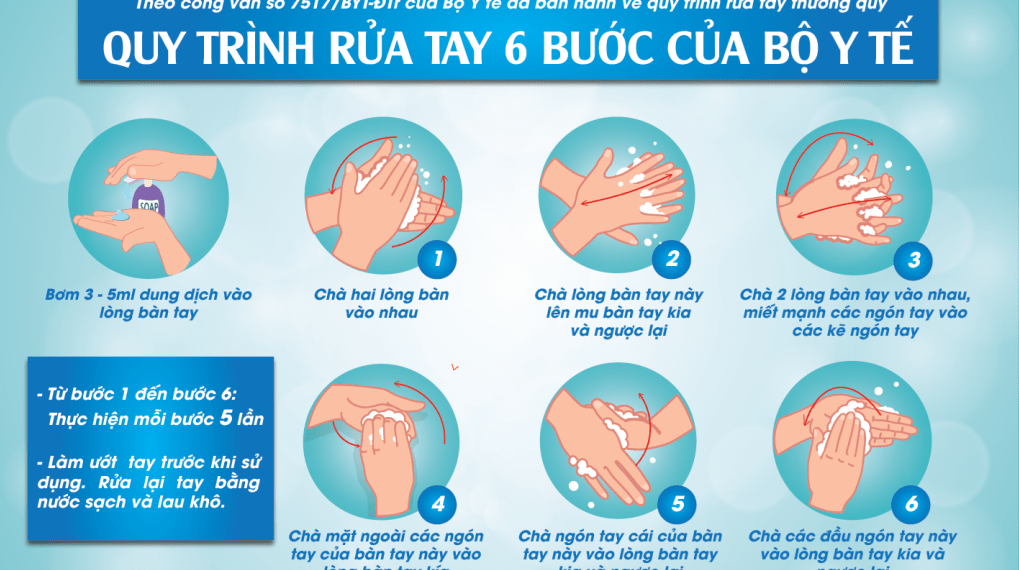 Theo công văn số 7517/BYT-ĐTr của Bộ Y tế đã ban hành về quy trình rửa tay thường quy
QUY TRÌNH RỬA TAY 6 BƯỚC CỦA BỘ Y TẾ
SOAP
Bơm 3 - 5ml dung dịch vào
lòng bàn tay
1
Chà hai lòng bàn
vào nhau
2
Chà lòng bàn tay này
lên mu bàn tay kia
và ngược lại
3
Chà 2 lòng bàn tay vào nhau,
miết mạnh các ngón tay vào
các kẽ ngón tay
- Từ bước 1 đến bước 6:
Thực hiện mỗi bước 5 lần
- Làm ướt tay trước khi sử
dụng. Rửa lại tay bằng
nước sạch và lau khô.
4
Chà mặt ngoài các ngón
tay của bàn tay này vào
lòng bàn tay kia
5
Chà ngón tay cái của bàn
tay này vào lòng bàn tay
kia và ngược lại
6
Chà các đầu ngón tay này
vào lòng bàn tay kia và
ngược lại